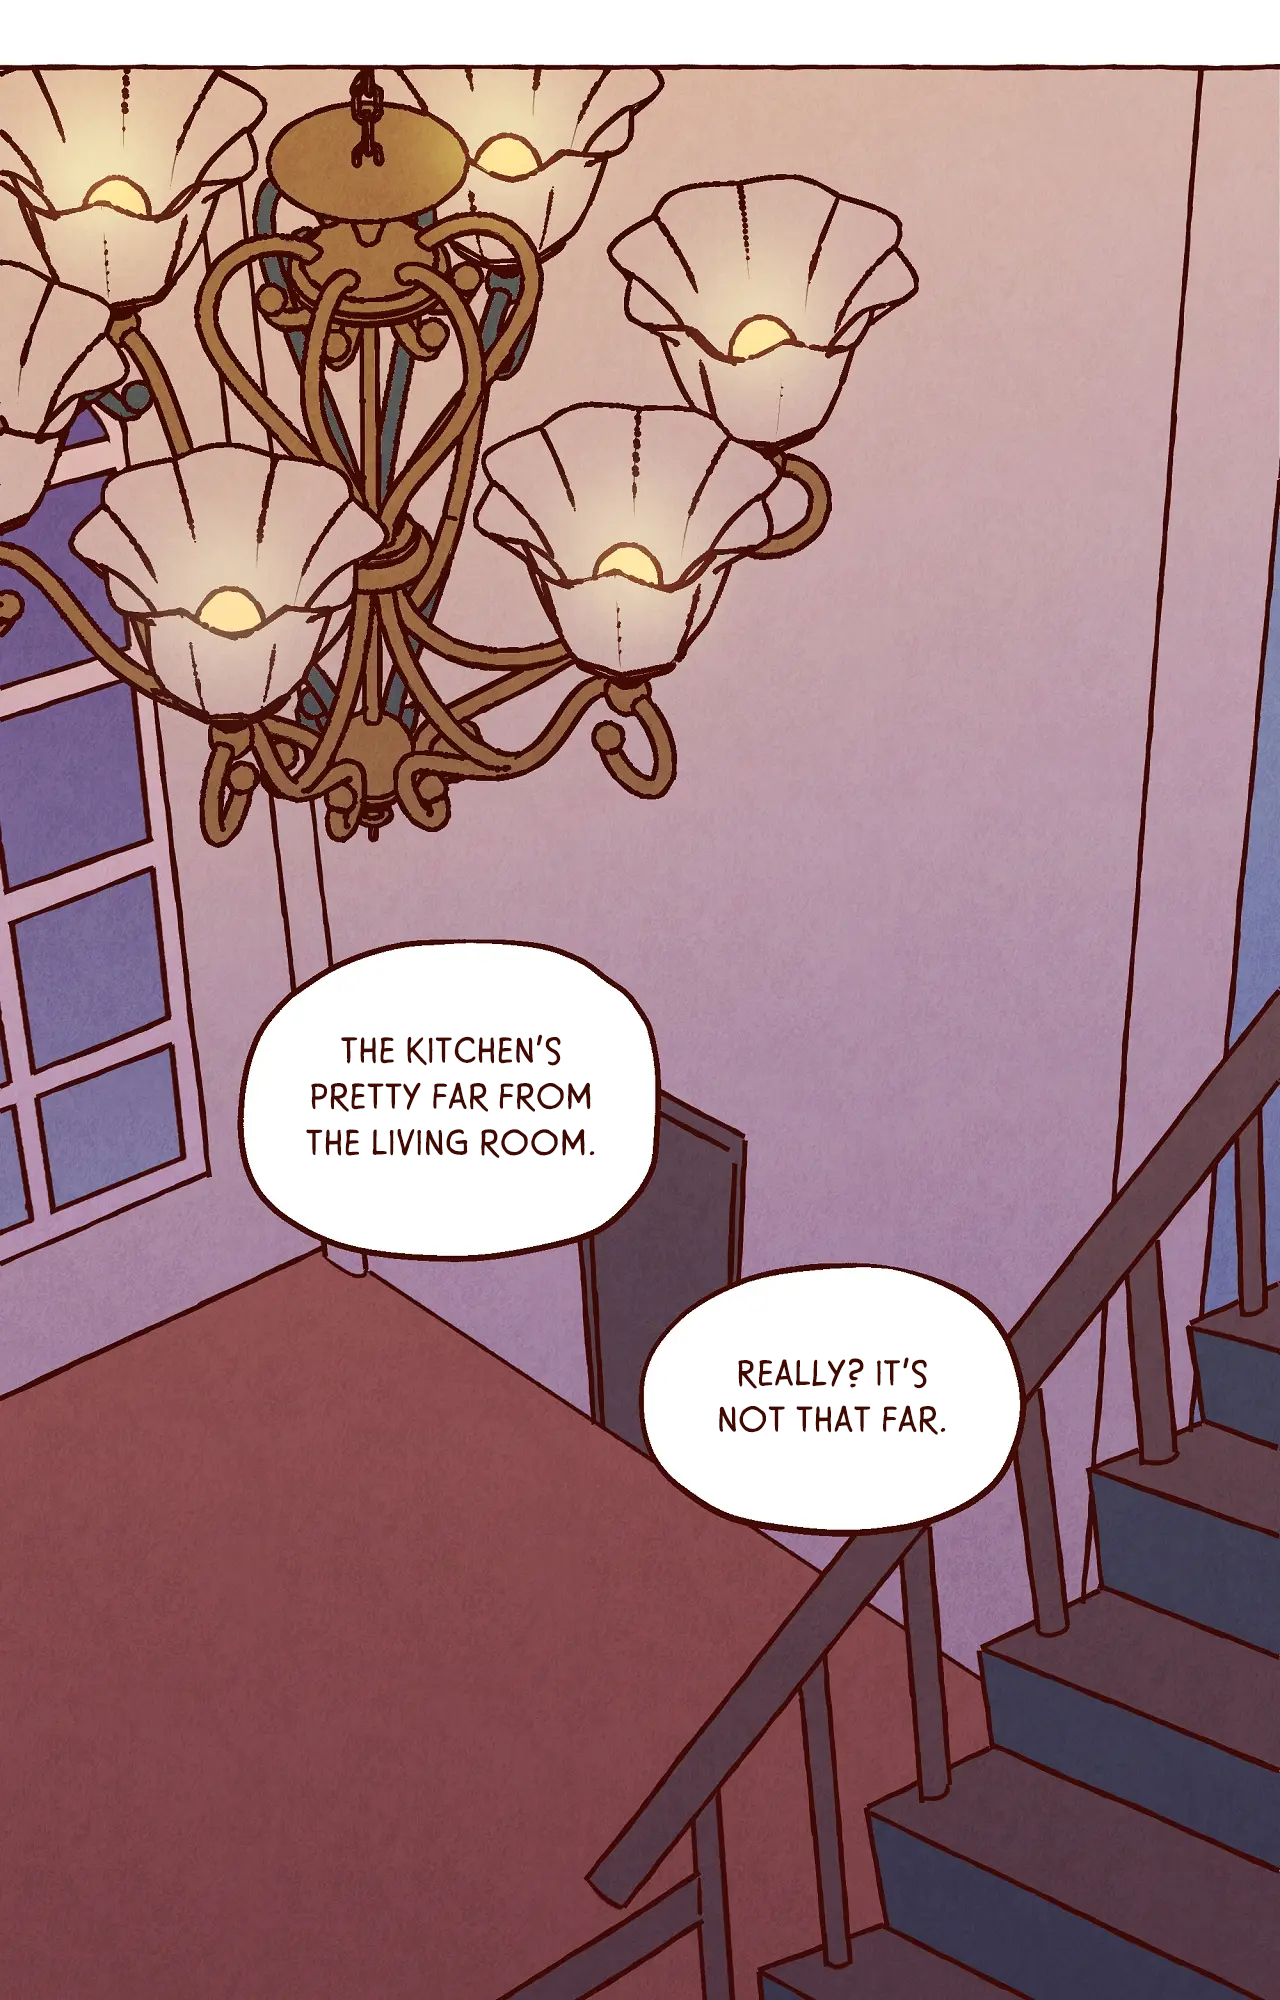 THE KITCHEN'S
PRETTY FAR FROM
THE LIVING ROOM.
REALLY? IT'S
NOT THAT FAR.